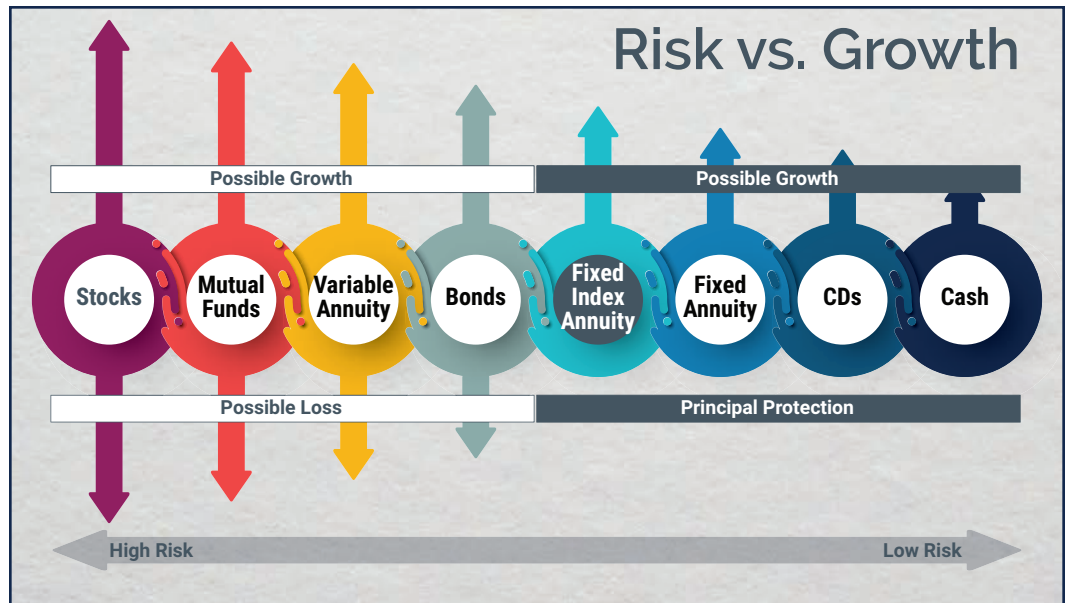 Risk vs. Growth
Possible Growth
Possible Growth
Stocks
Mutual
Funds
Variable
Annuity
Bonds
Fixed
Index
Annuity
Fixed
Annuity
CDs
Cash
Possible Loss
Principal Protection
High Risk
Low Risk